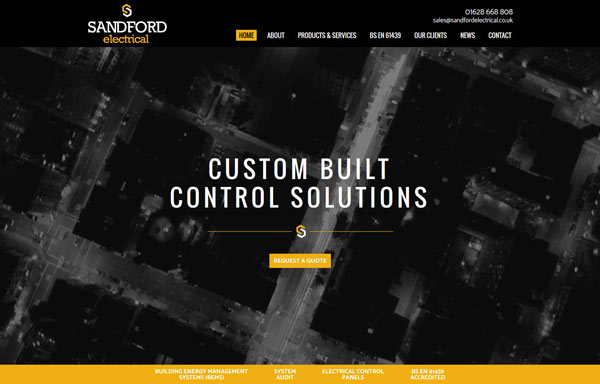 SANDFORD
electrical
01628 668 808
sales@sandfordelectrical.co.uk
HOME ABOUT PRODUCTS & SERVICES BS EN 61439 OUR CLIENTS NEWS CONTACT
CUSTOM BUILT
CONTROL SOLUTIONS
REQUEST A QUOTE
BUILDING ENERGY MANAGEMENT
SYSTEMS (BEMS)
SYSTEM
AUDIT
ELECTRICAL CONTROL
PANELS
BS EN 61439
ACCREDITED